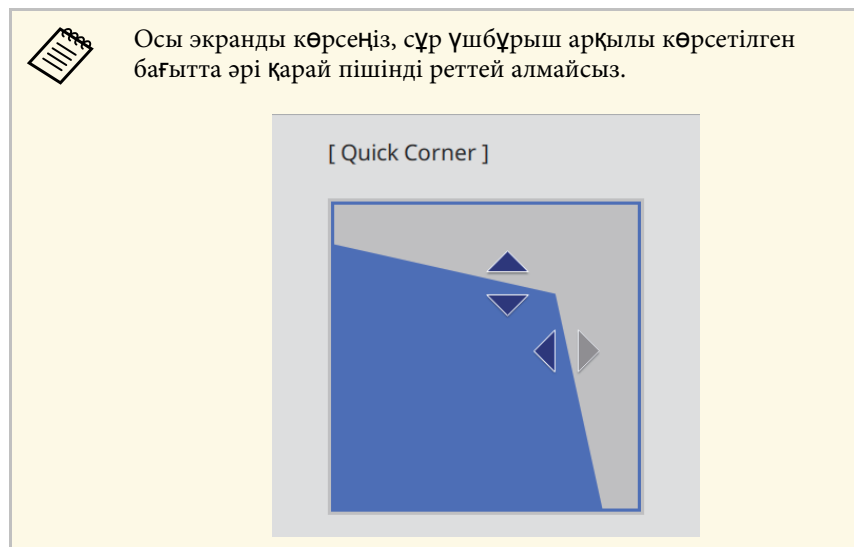 Осы экранды көрсеңіз, сұр үшбұрыш арқылы көрсетілген
бағытта әрі қарай пішінді реттей алмайсыз.
[ Quick Corner ]